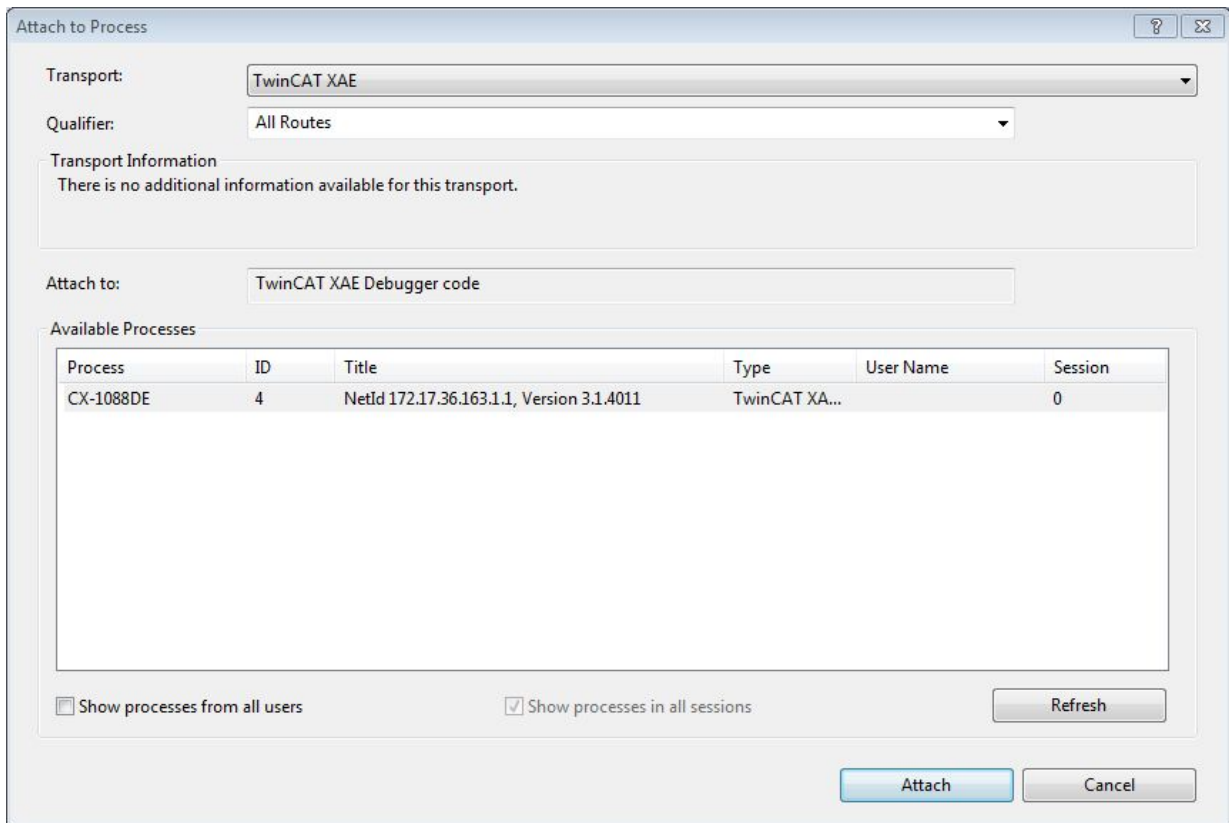 Attach to Process
Transport: TwinCAT XAE
Qualifier: All Routes
Transport Information
There is no additional information available for this transport.
Attach to: TwinCAT XAE Debugger code
Available Processes
Process ID Title Type User Name Session
CX-1088DE 4 NetId 172.17.36.163.1.1, Version 3.1.4011 TwinCAT XA... 0
Show processes from all users Show processes in all sessions Refresh
Attach Cancel